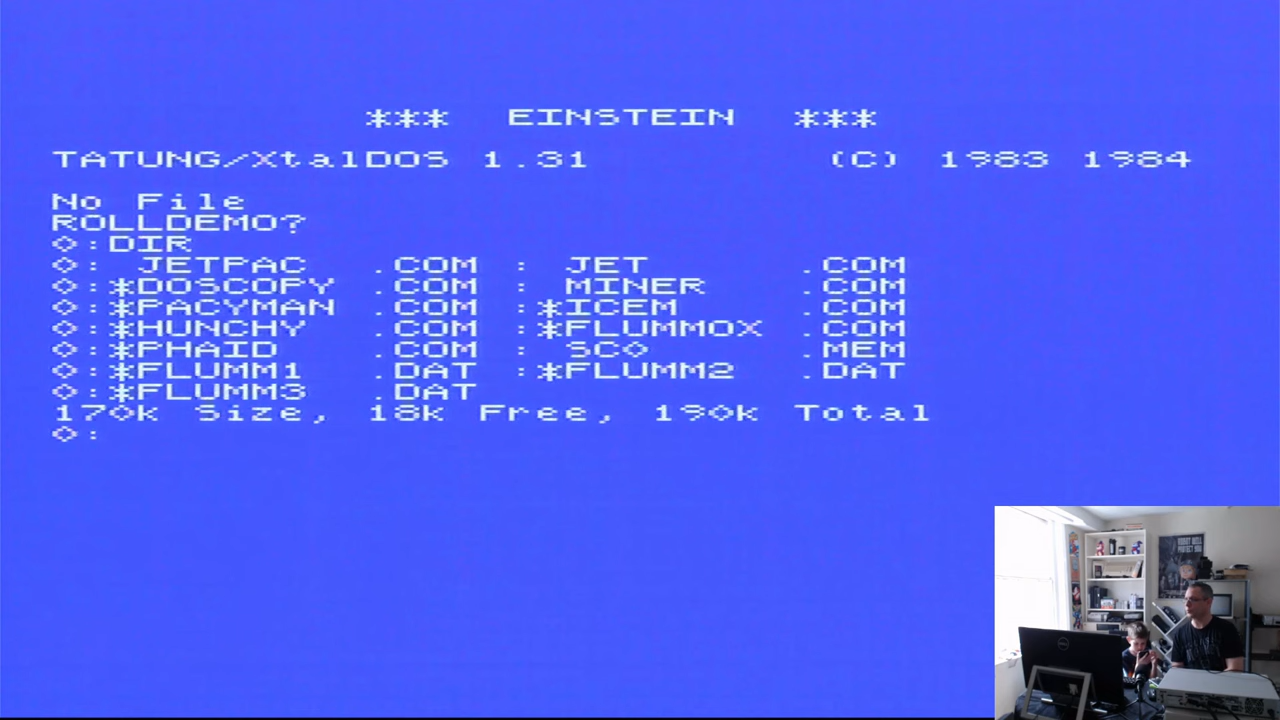 *** EINSTEIN ***
TATUNG/XtalDOS 1.31 (C) 1983 1984
No File
ROLLDEMO?
0:DIR
0: JETPAC .COM : JET .COM
0:*DOSCOPY .COM : MINER .COM
0:*PACYMAN .COM :*ICEM .COM
0:*HUNCHY .COM :*FLUMMOX .COM
0:*PHAID .COM : SC0 .MEM
0:*FLUMM1 .DAT :*FLUMM2 .DAT
0:*FLUMM3 .DAT
170k Size, 18k Free, 190k Total
0: